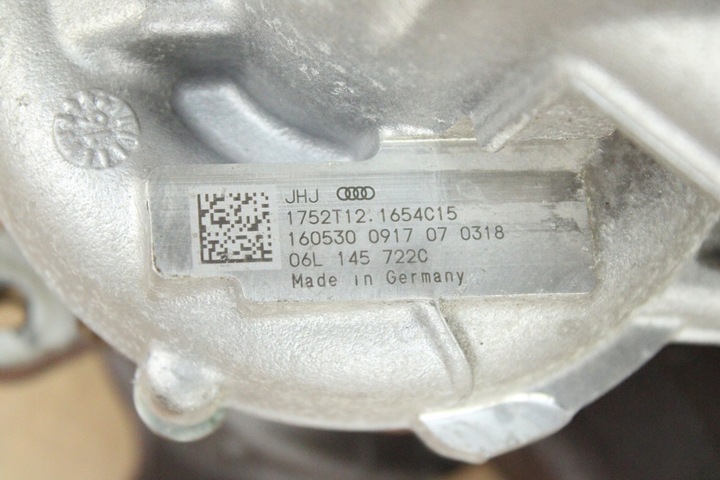 JHJ
1752T12.1654C15
160530 0917 07 0318
06L 145 722C
Made in Germany